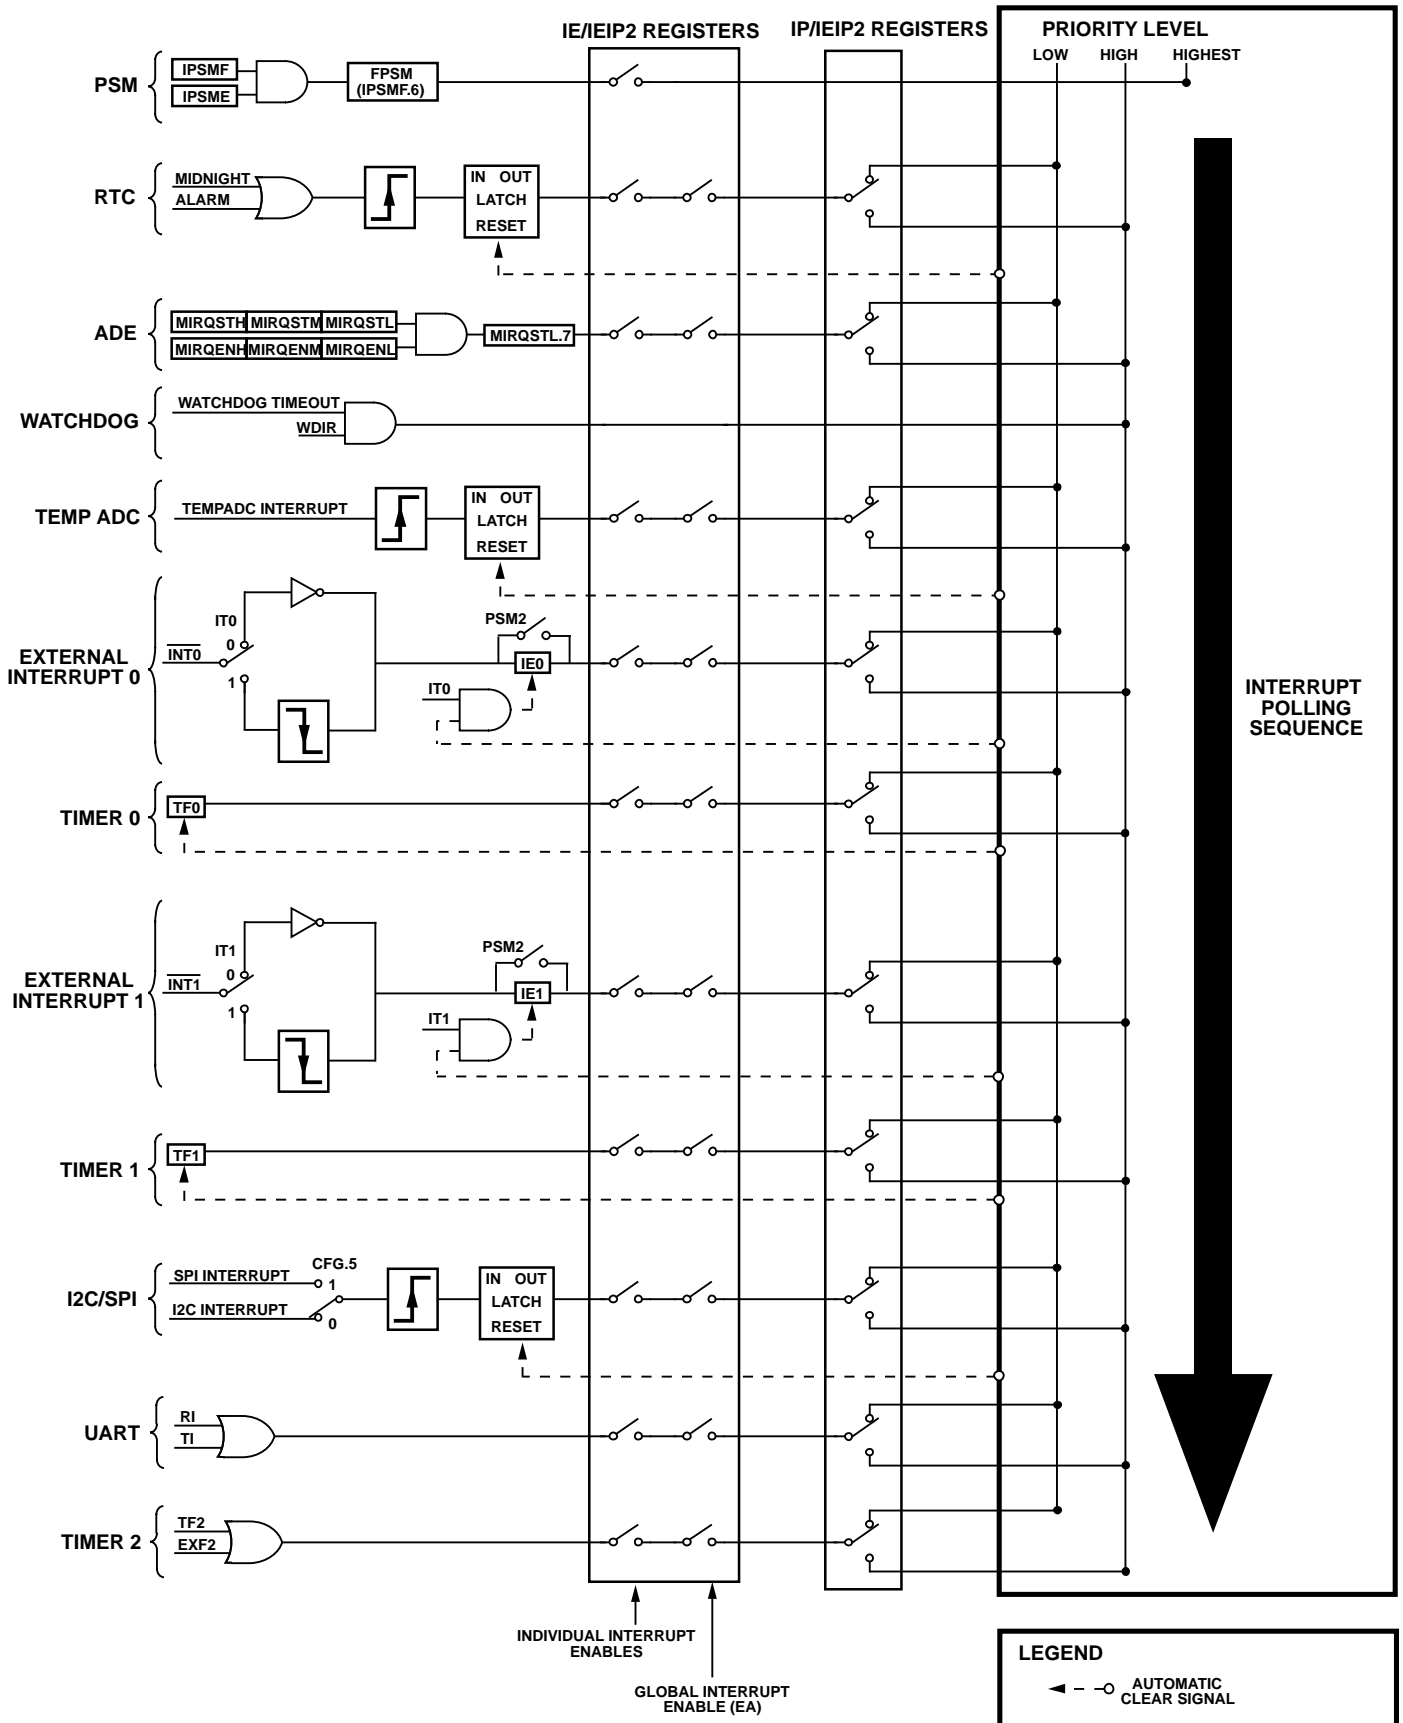 IE/IEIP2 REGISTERS
IP/IEIP2 REGISTERS
PRIORITY LEVEL
LOW
HIGH
HIGHEST
PSM
IPSMF
IPSME
FPSM
(IPSMF.6)
RTC
MIDNIGHT
ALARM
IN OUT
LATCH
RESET
ADE
MIRQSTH
MIRQSTM
MIRQSTL
MIRQENH
MIRQENM
MIRQENL
MIRQSTL.7
WATCHDOG
WATCHDOG TIMEOUT
WDIR
TEMP ADC
TEMPADC INTERRUPT
IN OUT
LATCH
RESET
EXTERNAL
INTERRUPT 0
INT0
IT0
0
1
PSM2
IE0
IT0
INTERRUPT
POLLING
SEQUENCE
TIMER 0
TF0
EXTERNAL
INTERRUPT 1
INT1
IT1
0
1
PSM2
IE1
IT1
TIMER 1
TF1
I2C/SPI
SPI INTERRUPT
I2C INTERRUPT
CFG.5
1
0
IN OUT
LATCH
RESET
UART
RI
TI
TIMER 2
TF2
EXF2
INDIVIDUAL INTERRUPT
ENABLES
GLOBAL INTERRUPT
ENABLE (EA)
LEGEND
AUTOMATIC
CLEAR SIGNAL